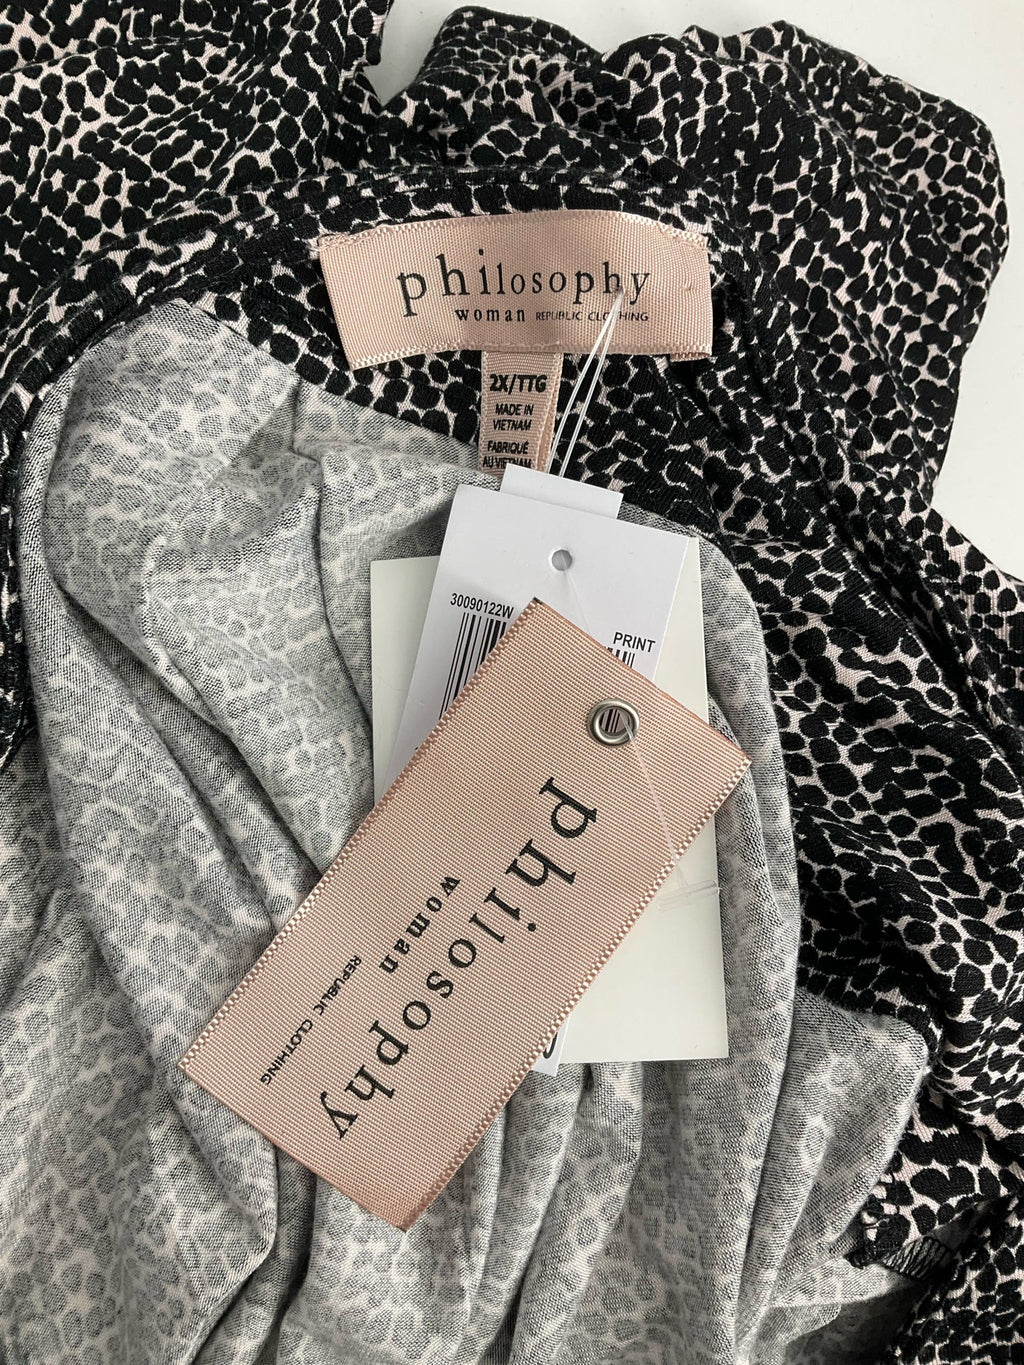 philosophy
woman REPUBLIC CLOTHING
2X/TTG
MADE IN
VIETNAM
FABRIQUÉ
AU VIETNAM
30090122W
PRINT
philosophy
woman
REPUBLIC CLOTHING